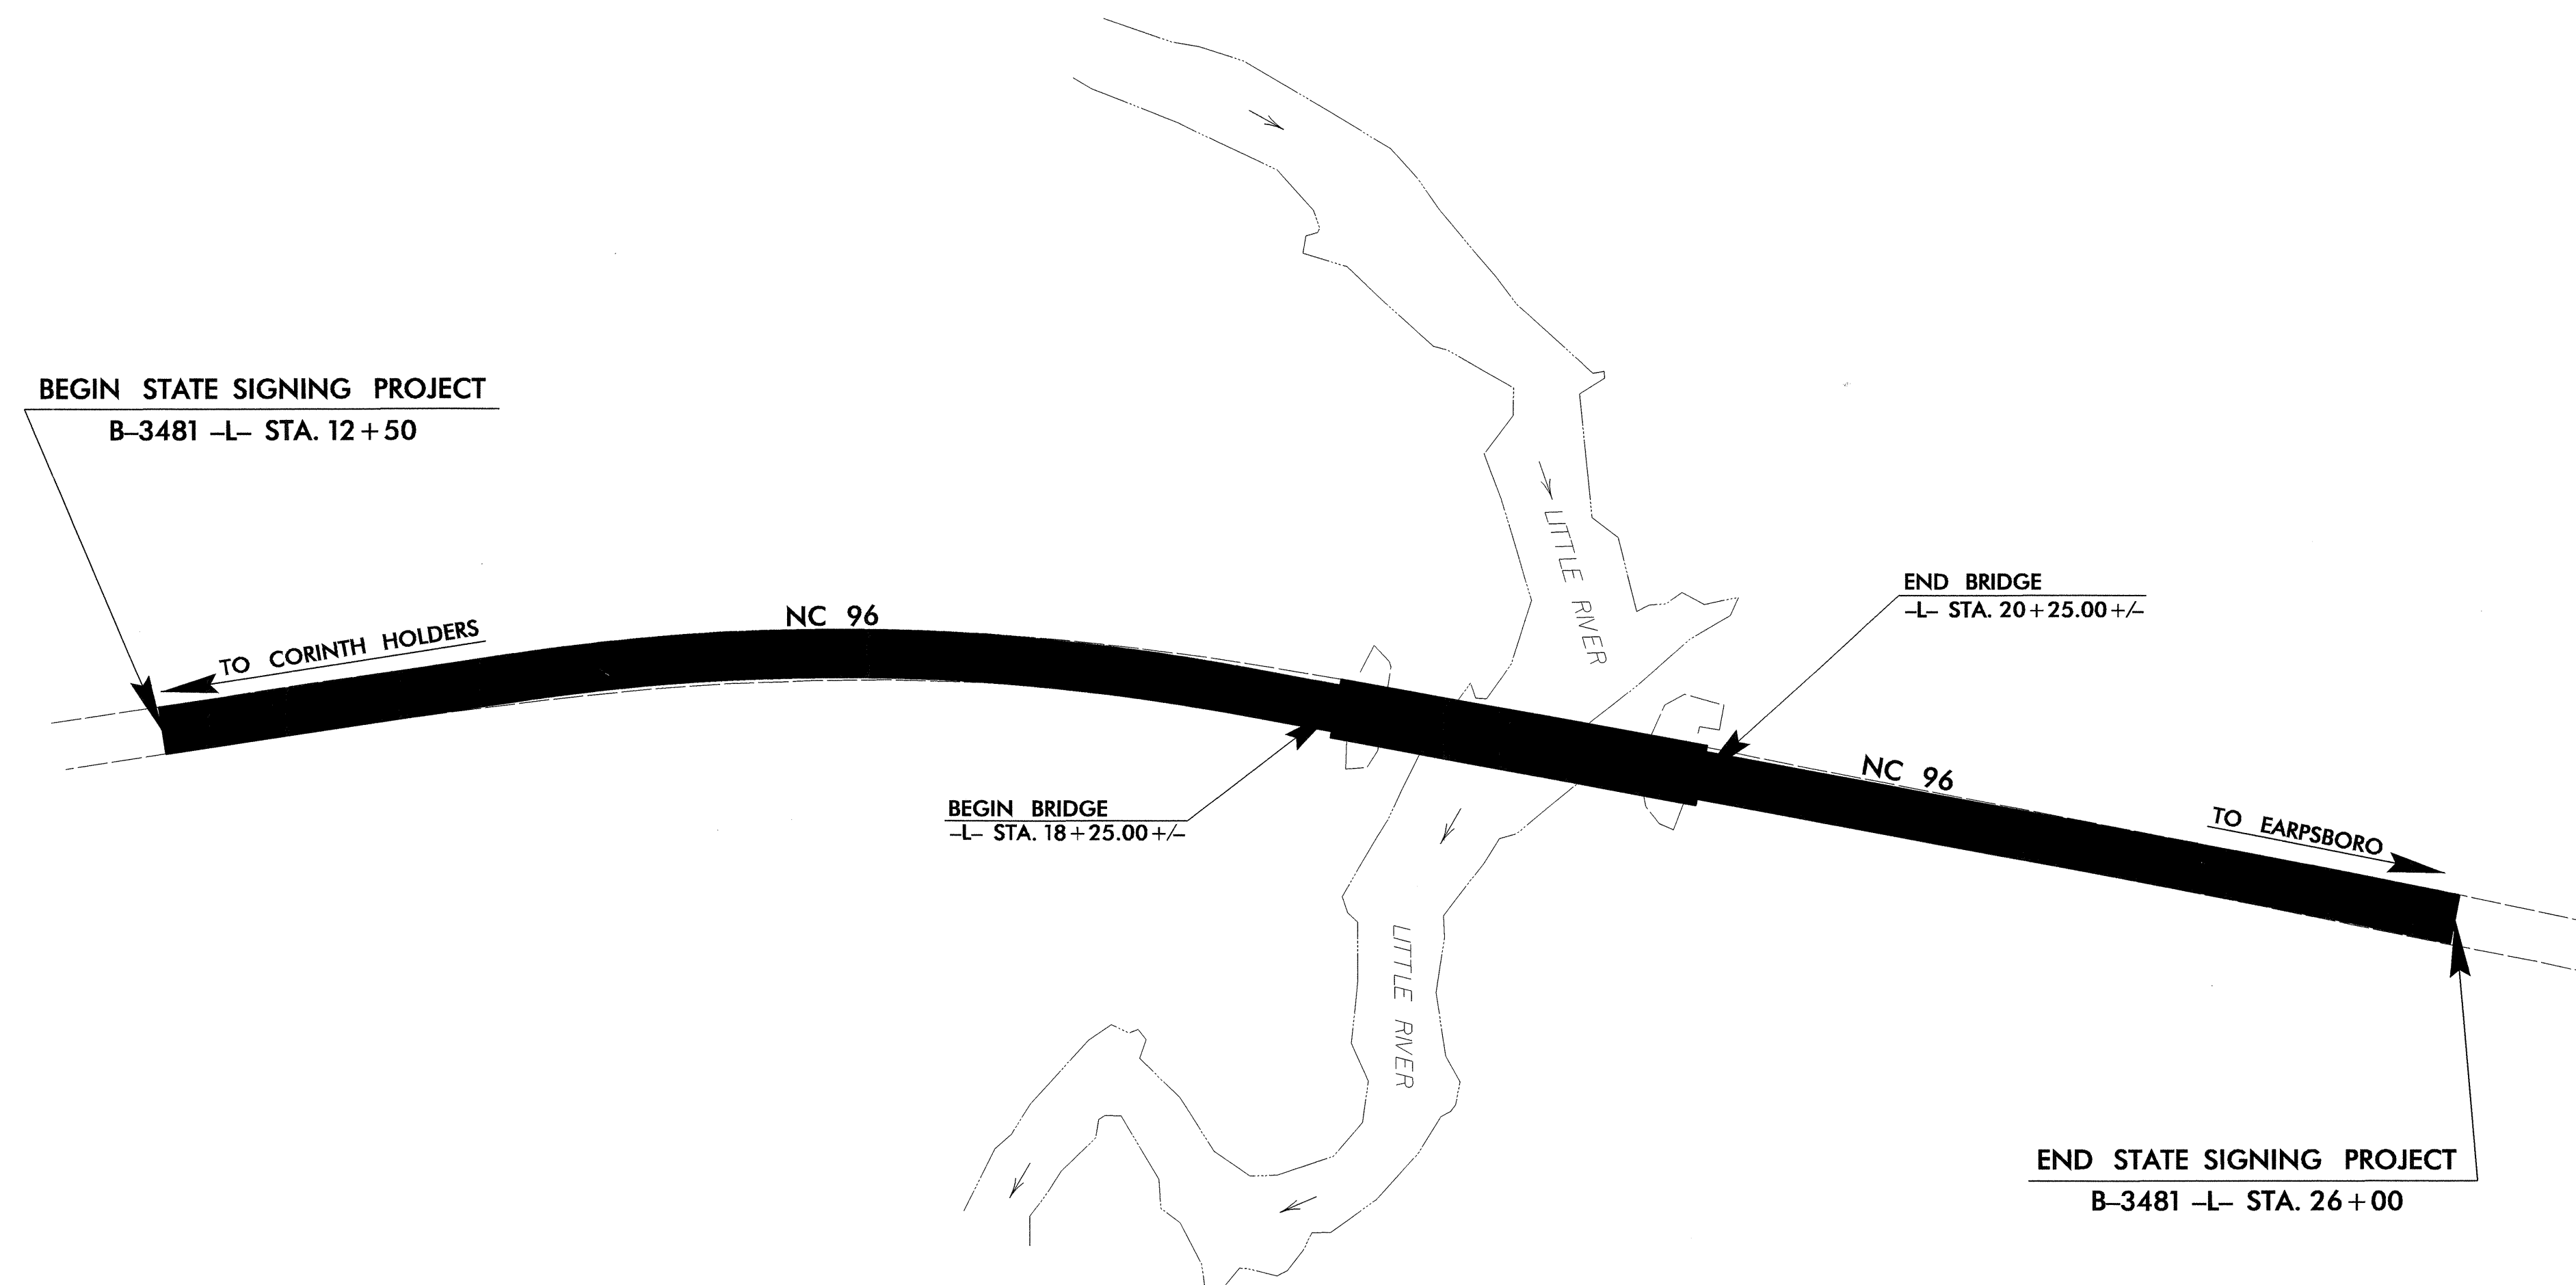 BEGIN STATE SIGNING PROJECT
B–3481 –L– STA. 12+50
TO CORINTH HOLDERS
NC 96
LITTLE RIVER
END BRIDGE
–L– STA. 20+25.00+/–
BEGIN BRIDGE
–L– STA. 18+25.00+/–
NC 96
TO EARPSBORO
LITTLE RIVER
END STATE SIGNING PROJECT
B–3481 –L– STA. 26+00